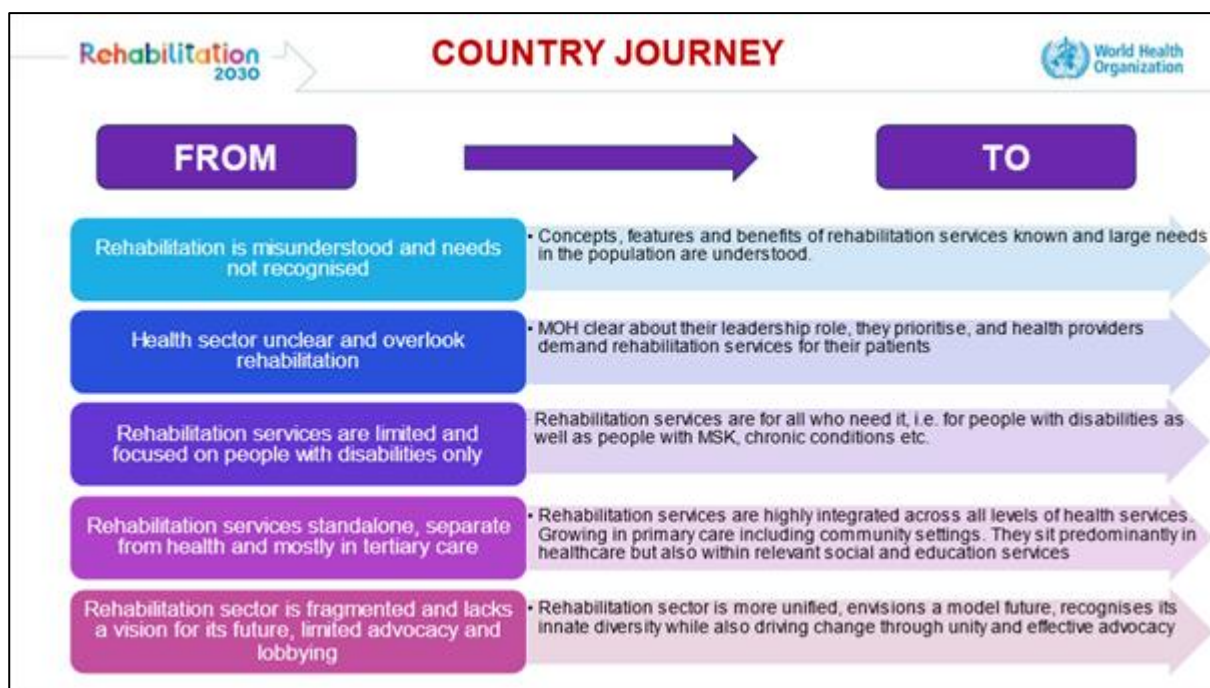 Rehabilitation
2030
COUNTRY JOURNEY
World Health
Organization
FROM
TO
Rehabilitation is misunderstood and needs
not recognised
• Concepts, features and benefits of rehabilitation services known and large needs
in the population are understood.
Health sector unclear and overlook
rehabilitation
• MOH clear about their leadership role, they prioritise, and health providers
demand rehabilitation services for their patients
Rehabilitation services are limited and
focused on people with disabilities only
Rehabilitation services are for all who need it, i.e. for people with disabilities as
well as people with MSK, chronic conditions etc.
Rehabilitation services standalone, separate
from health and mostly in tertiary care
• Rehabilitation services are highly integrated across all levels of health services.
Growing in primary care including community settings. They sit predominantly in
healthcare but also within relevant social and education services
Rehabilitation sector is fragmented and lacks
a vision for its future, limited advocacy and
lobbying
• Rehabilitation sector is more unified, envisions a model future, recognises its
innate diversity while also driving change through unity and effective advocacy